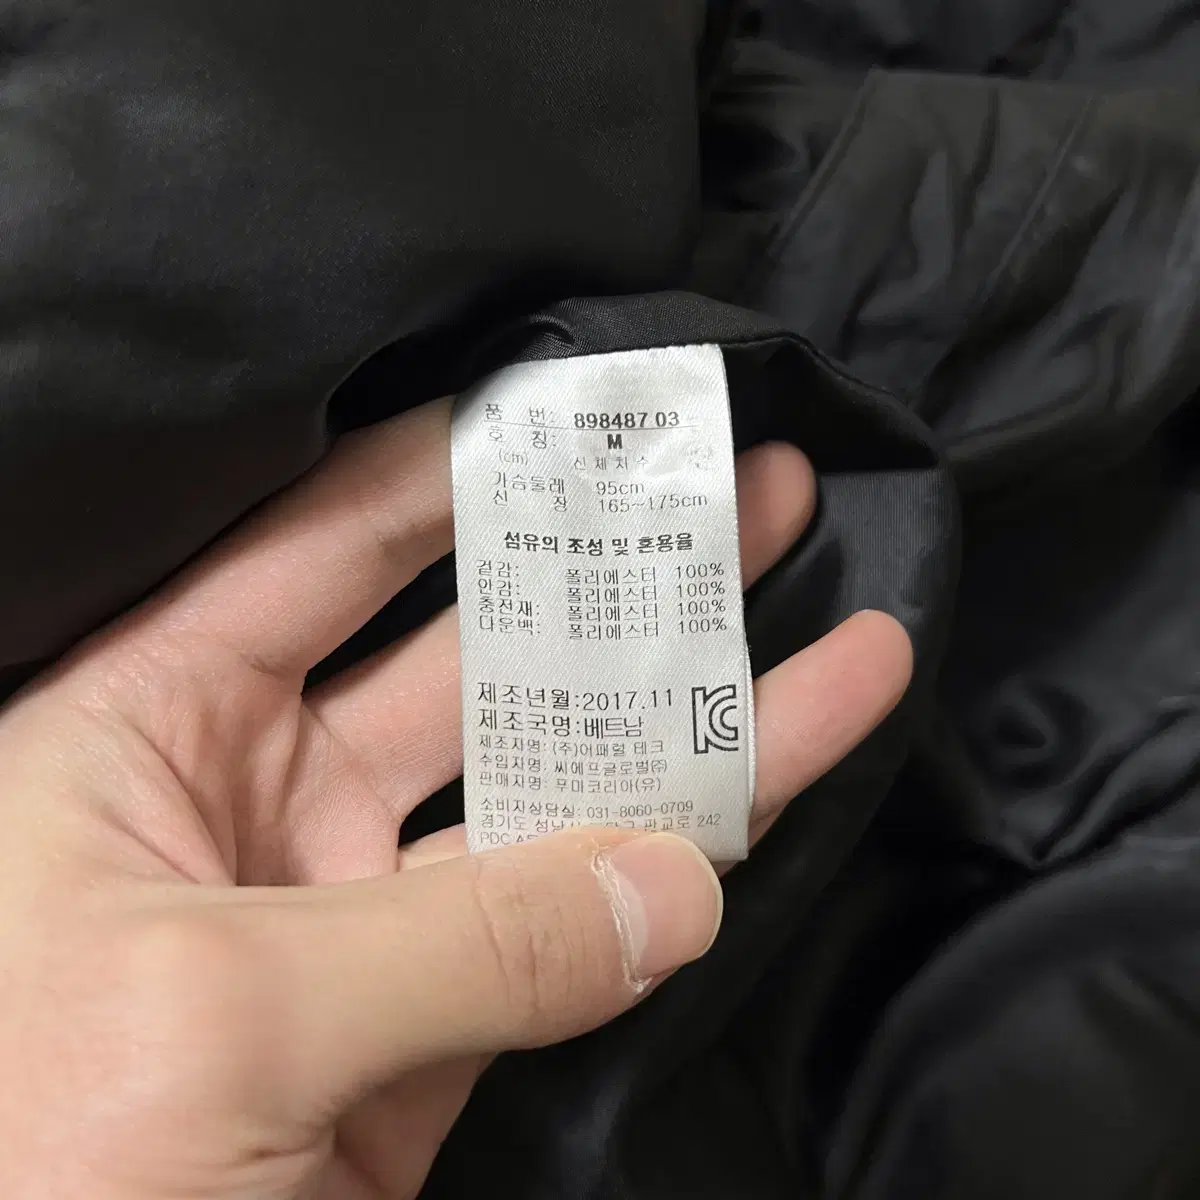 품 번: 898487 03
호 칭: M
(cm) 신체치수
가슴둘레 95cm
신 장 165~175cm
섬유의 조성 및 혼용율
겉감: 폴리에스터 100%
안감: 폴리에스터 100%
충전재: 폴리에스터 100%
다운백: 폴리에스터 100%
제조년월:2017.11
제조국명:베트남
제조자명: (주)어패럴 테크
수입자명: 씨에프글로벌(주)
판매자명: 푸마코리아(유)
소비자상담실: 031-8060-0709
경기도 성남시 판교로 242
PDC